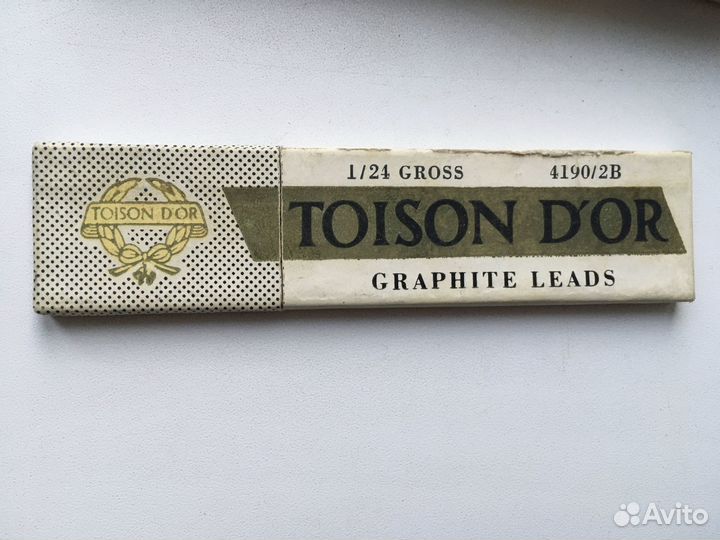 TOISON D'OR
1/24 GROSS 4190/2B
TOISON D'OR
GRAPHITE LEADS
Avito